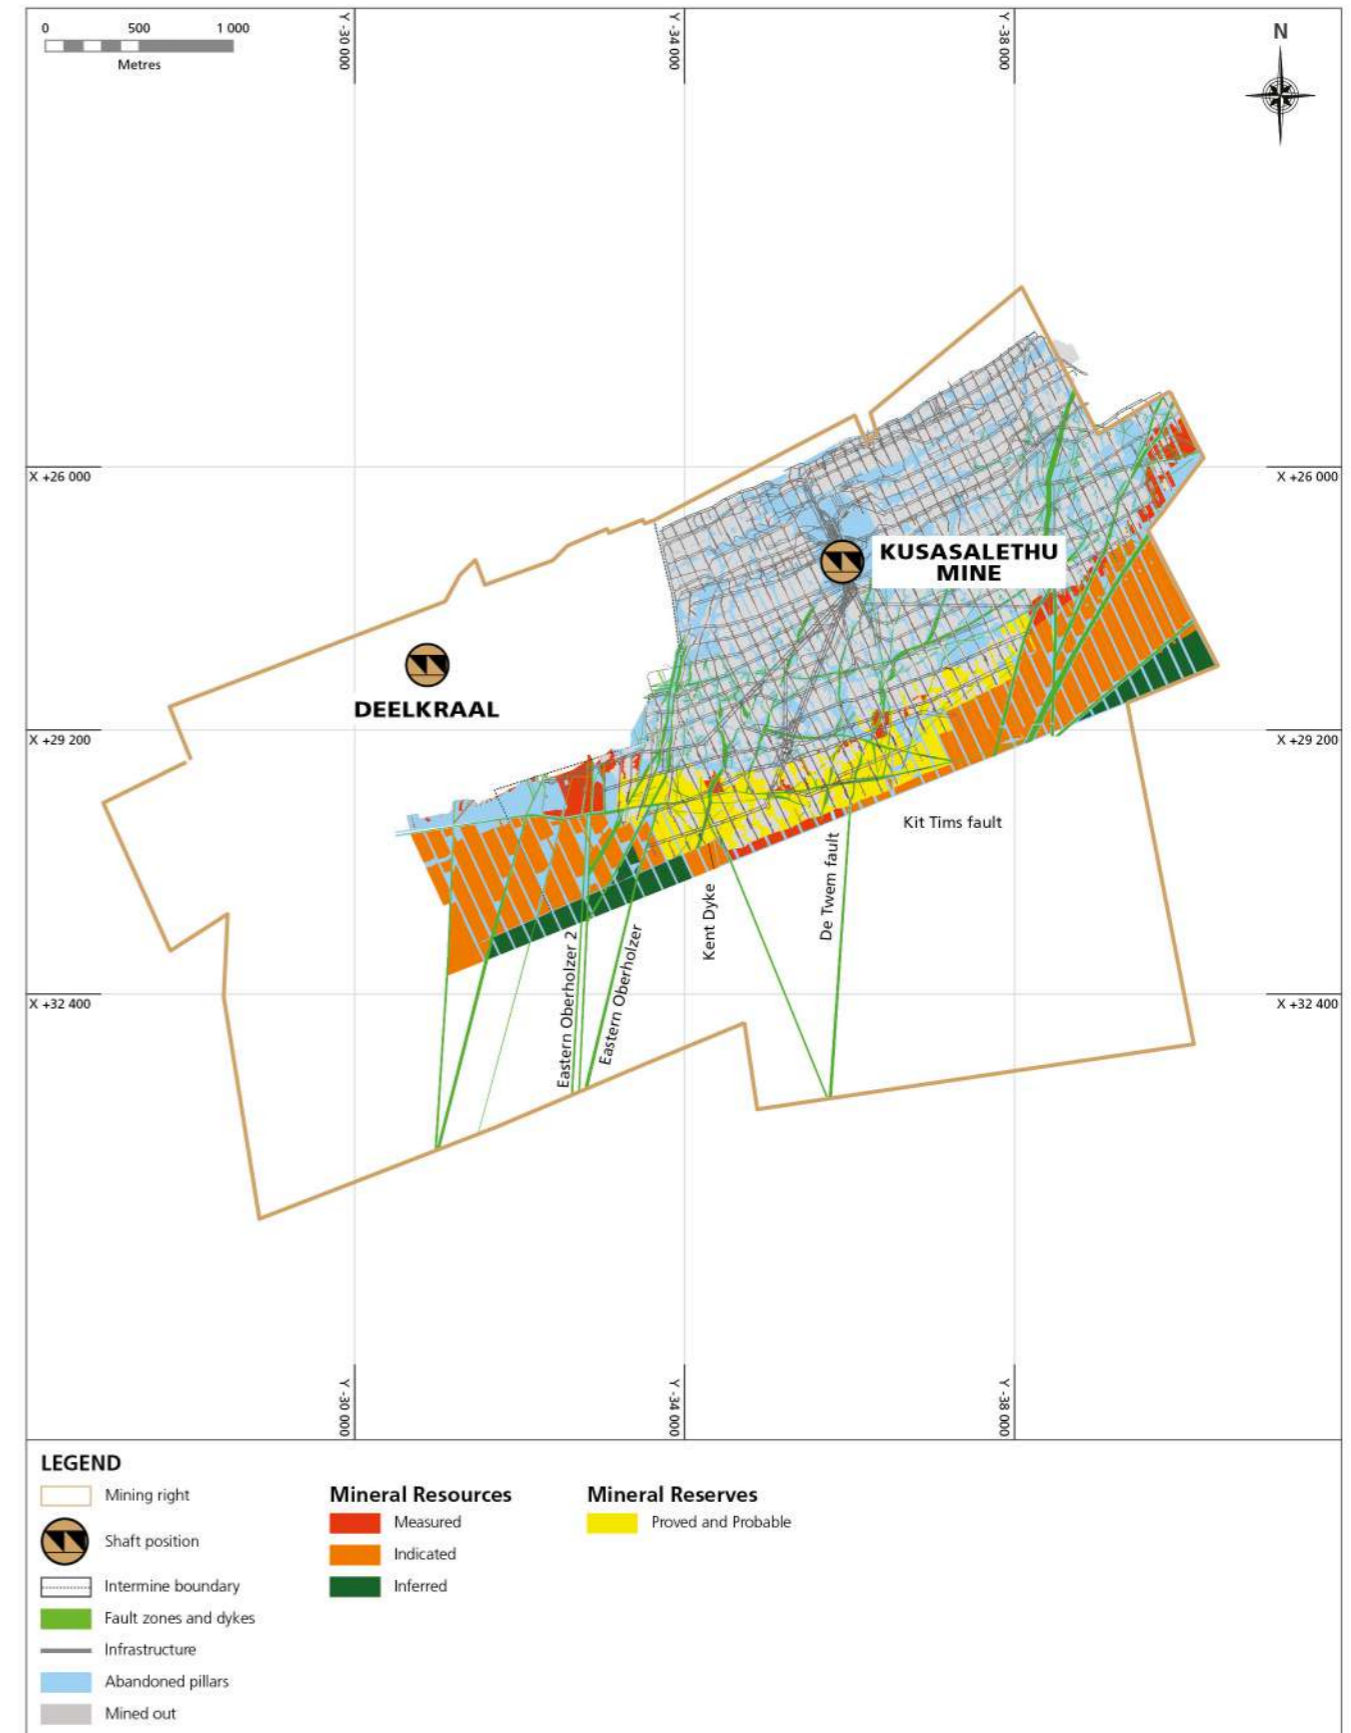 0 500 1 000
Metres
Y -30 000
Y -34 000
Y -38 000
N
X +26 000
X +26 000
KUSASALETHU
MINE
DEELKRAAL
X +29 200
X +29 200
Kit Tims fault
De Twem fault
Kent Dyke
Eastern Oberholzer
Eastern Oberholzer 2
X +32 400
X +32 400
Y -30 000
Y -34 000
Y -38 000
LEGEND
Mining right
Shaft position
Intermine boundary
Fault zones and dykes
Infrastructure
Abandoned pillars
Mined out
Mineral Resources
Measured
Indicated
Inferred
Mineral Reserves
Proved and Probable